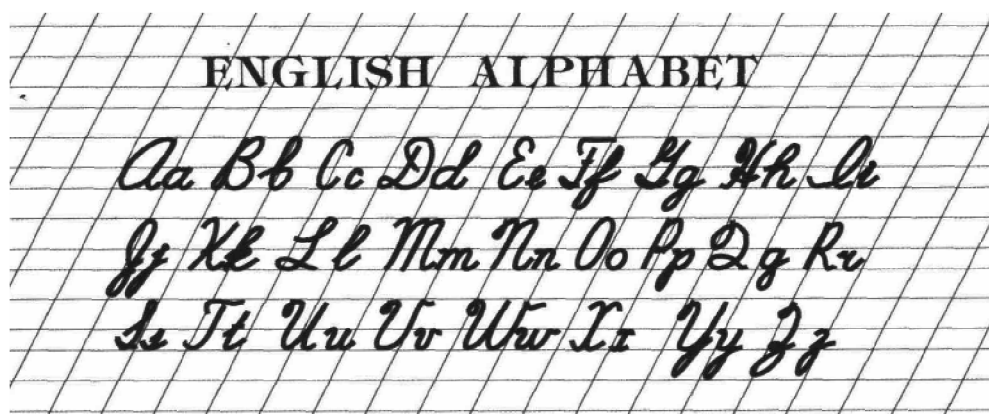 ENGLISH ALPHABET
Aa Bb Cc Dd Ee Ff Gg Hh Ii
Jj Kk Ll Mm Nn Oo Pp Qq Rr
Ss Tt Uu Vv Ww Xx Yy Zz